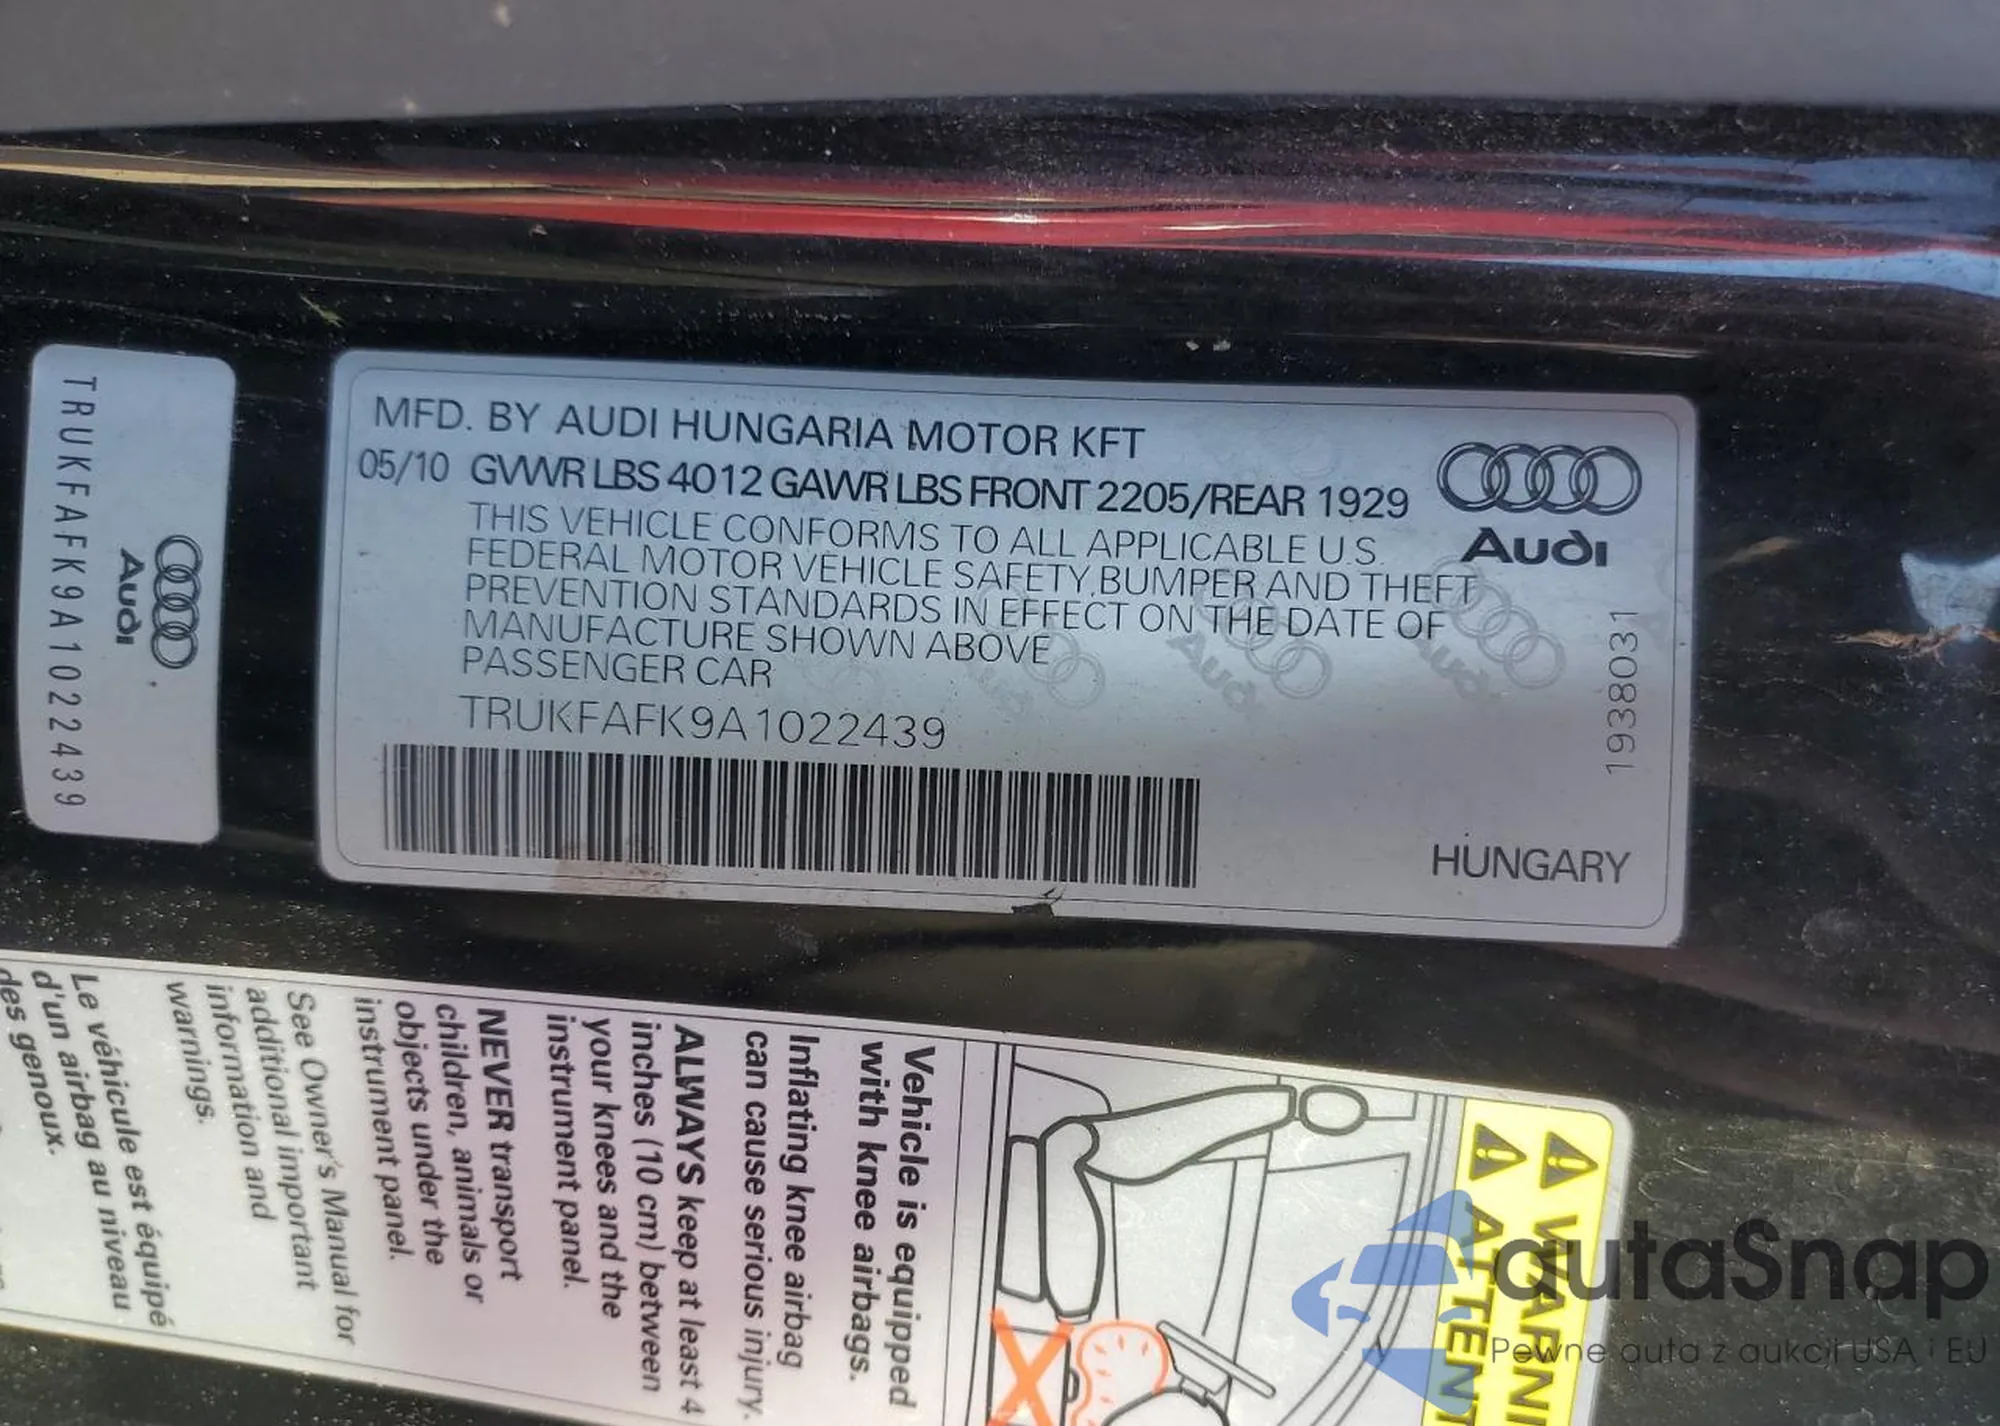 TRUKFAFK9A1022439
Audi
MFD. BY AUDI HUNGARIA MOTOR KFT
05/10 GVWR LBS 4012 GAWR LBS FRONT 2205/REAR 1929
THIS VEHICLE CONFORMS TO ALL APPLICABLE U.S.
FEDERAL MOTOR VEHICLE SAFETY,BUMPER AND THEFT
PREVENTION STANDARDS IN EFFECT ON THE DATE OF
MANUFACTURE SHOWN ABOVE
PASSENGER CAR
TRUKFAFK9A1022439
Audi
1938031
HUNGARY
Vehicle is equipped
with knee airbags.
Inflating knee airbag
can cause serious injury.
ALWAYS keep at least 4
inches (10 cm) between
your knees and the
instrument panel.
NEVER transport
children, animals or
objects under the
instrument panel.
See Owner's Manual for
additional important
information and
warnings.
Le véhicule est équipé
d'un airbag au niveau
des genoux.
autaSnap
Pewne auta z aukcji USA i EU